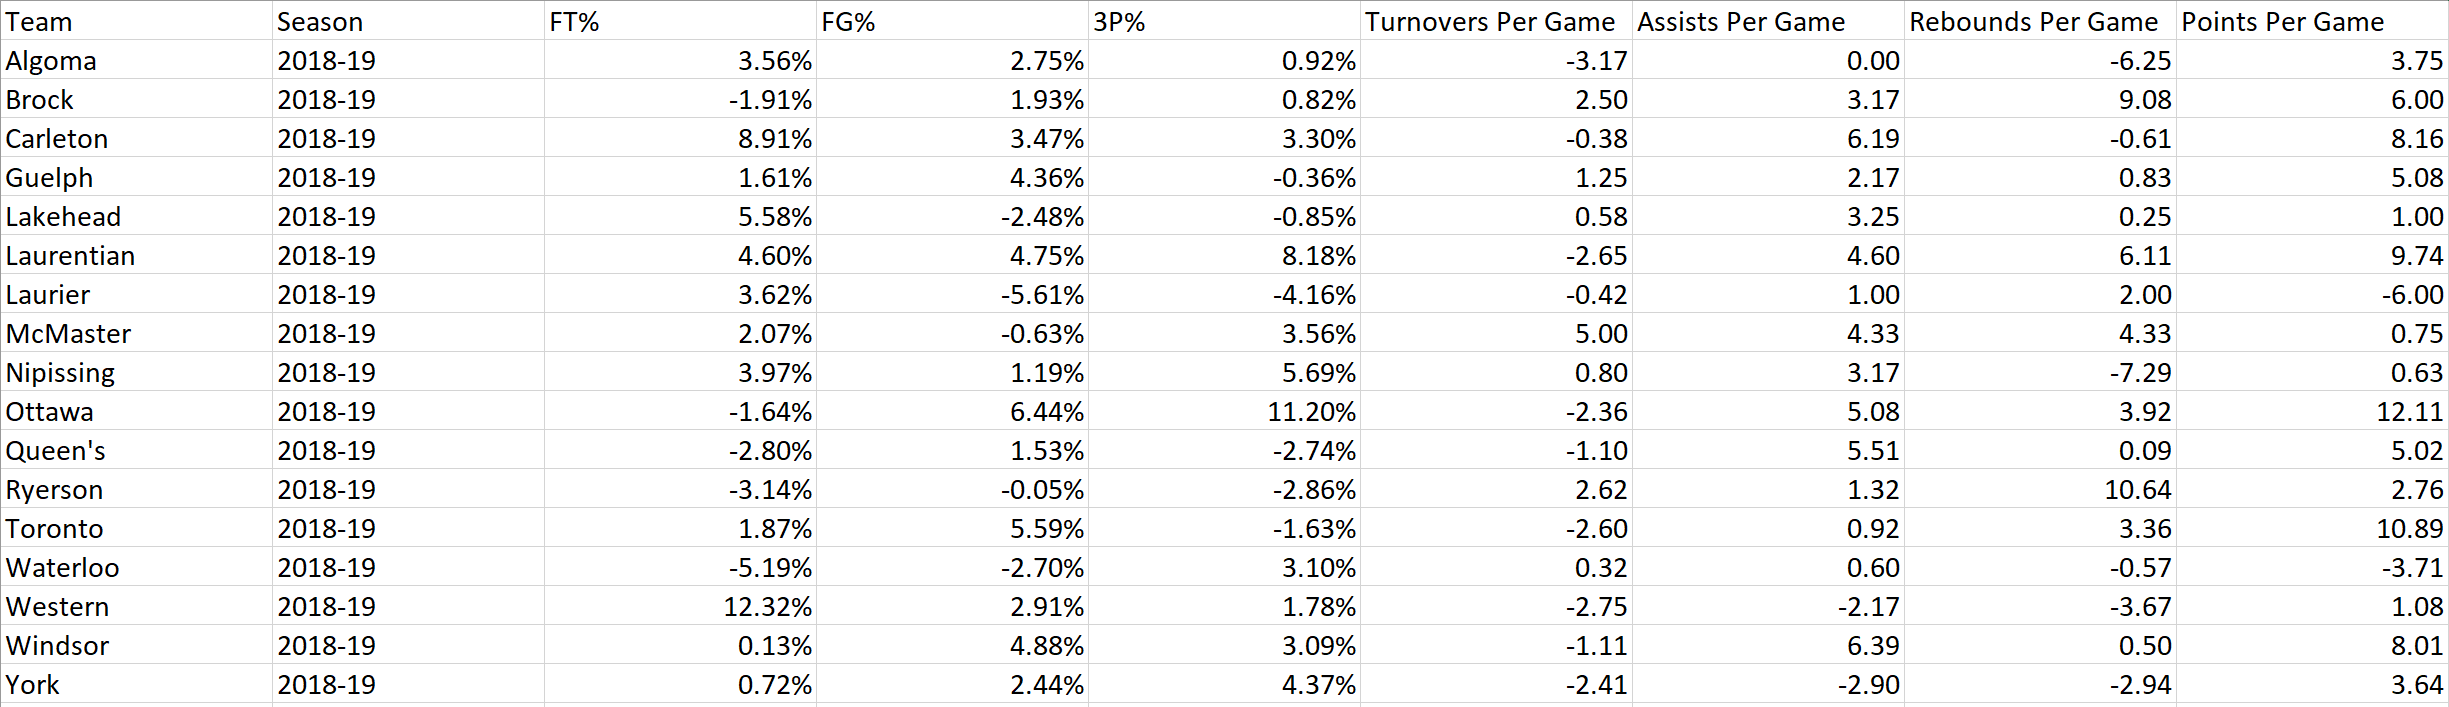 Team Season FT% FG% 3P% Turnovers Per Game Assists Per Game Rebounds Per Game Points Per Game
Algoma 2018-19 3.56% 2.75% 0.92% -3.17 0.00 -6.25 3.75
Brock 2018-19 -1.91% 1.93% 0.82% 2.50 3.17 9.08 6.00
Carleton 2018-19 8.91% 3.47% 3.30% -0.38 6.19 -0.61 8.16
Guelph 2018-19 1.61% 4.36% -0.36% 1.25 2.17 0.83 5.08
Lakehead 2018-19 5.58% -2.48% -0.85% 0.58 3.25 0.25 1.00
Laurentian 2018-19 4.60% 4.75% 8.18% -2.65 4.60 6.11 9.74
Laurier 2018-19 3.62% -5.61% -4.16% -0.42 1.00 2.00 -6.00
McMaster 2018-19 2.07% -0.63% 3.56% 5.00 4.33 4.33 0.75
Nipissing 2018-19 3.97% 1.19% 5.69% 0.80 3.17 -7.29 0.63
Ottawa 2018-19 -1.64% 6.44% 11.20% -2.36 5.08 3.92 12.11
Queen's 2018-19 -2.80% 1.53% -2.74% -1.10 5.51 0.09 5.02
Ryerson 2018-19 -3.14% -0.05% -2.86% 2.62 1.32 10.64 2.76
Toronto 2018-19 1.87% 5.59% -1.63% -2.60 0.92 3.36 10.89
Waterloo 2018-19 -5.19% -2.70% 3.10% 0.32 0.60 -0.57 -3.71
Western 2018-19 12.32% 2.91% 1.78% -2.75 -2.17 -3.67 1.08
Windsor 2018-19 0.13% 4.88% 3.09% -1.11 6.39 0.50 8.01
York 2018-19 0.72% 2.44% 4.37% -2.41 -2.90 -2.94 3.64